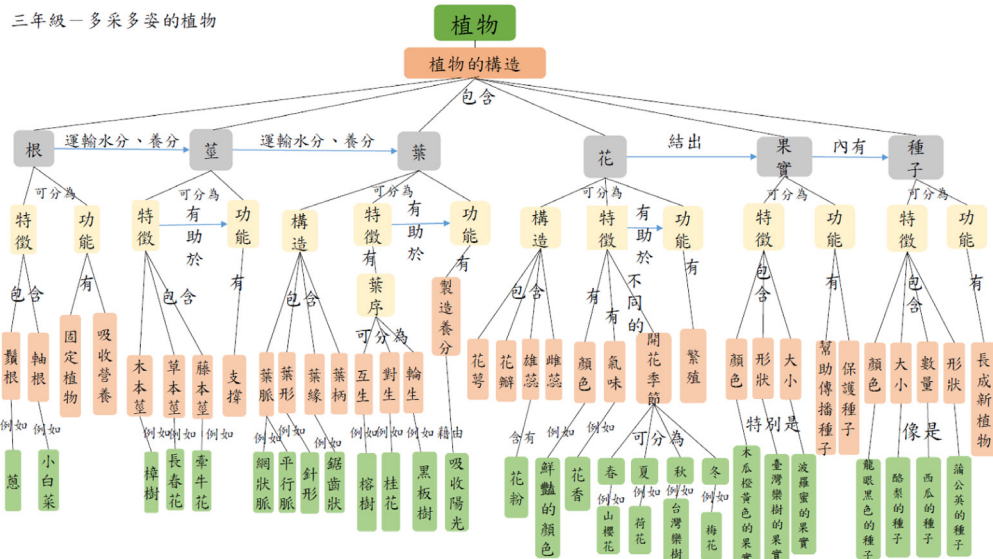 三年級－多采多姿的植物
植物
植物的構造
包含
根
運輸水分、養分
莖
運輸水分、養分
葉
花
結出
果實
內有
種子
可分為
可分為
可分為
可分為
可分為
可分為
特徵
功能
特徵
有助於
功能
構造
特徵
有助於
功能
構造
特徵
有助於
功能
特徵
功能
特徵
功能
包含
有
包含
有
包含
有
葉序
可分為
有
製造養分
包含
有
有
不同的
有
包含
有
包含
有
鬚根
軸根
固定植物
吸收營養
木本莖
草本莖
藤本莖
支撐
葉脈
葉形
葉緣
葉柄
互生
對生
輪生
花萼
花瓣
雄蕊
雌蕊
顏色
氣味
開花季節
繁殖
顏色
形狀
大小
幫助傳播種子
保護種子
顏色
大小
數量
形狀
長成新植物
例如
例如
例如
例如
例如
例如
例如
例如
例如
藉由
含有
例如
例如
可分為
特別是
像是
蔥
小白菜
樟樹
長春花
牽牛花
網狀脈
平行脈
針形
鋸齒狀
榕樹
桂花
黑板樹
吸收陽光
花粉
鮮豔的顏色
花香
春
夏
秋
冬
例如
例如
例如
例如
山櫻花
荷花
台灣欒樹
梅花
木瓜橙黃色的果實
臺灣欒樹的果實
波羅蜜的果實
龍眼黑色的種子
酪梨的種子
西瓜的種子
蒲公英的種子